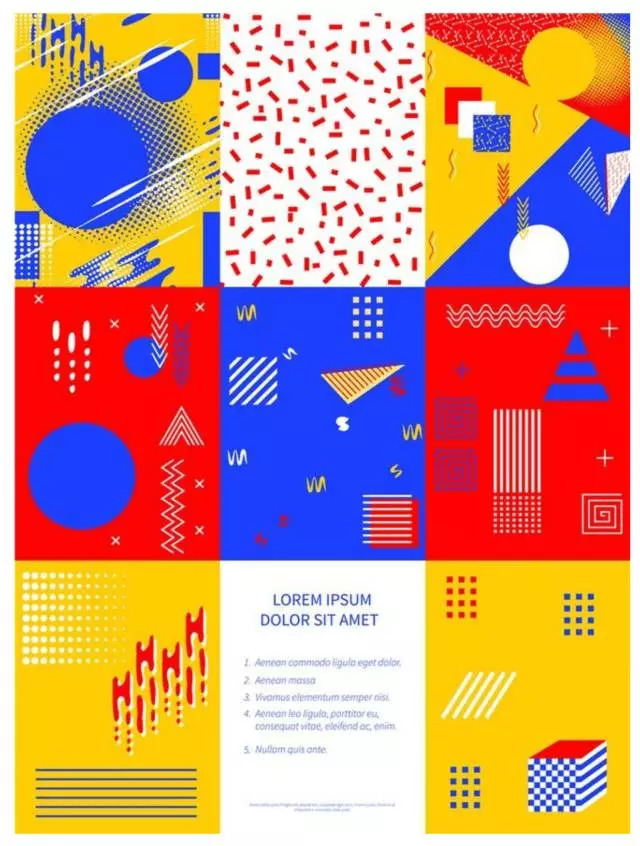 LOREM IPSUM
DOLOR SIT AMET
1. Aenean commodo ligula eget dolor.
2. Aenean massa
3. Vivamus elementum semper nisi.
4. Aenean leo ligula, porttitor eu,
consequat vitae, eleifend ac, enim.
5. Nullam quis ante.